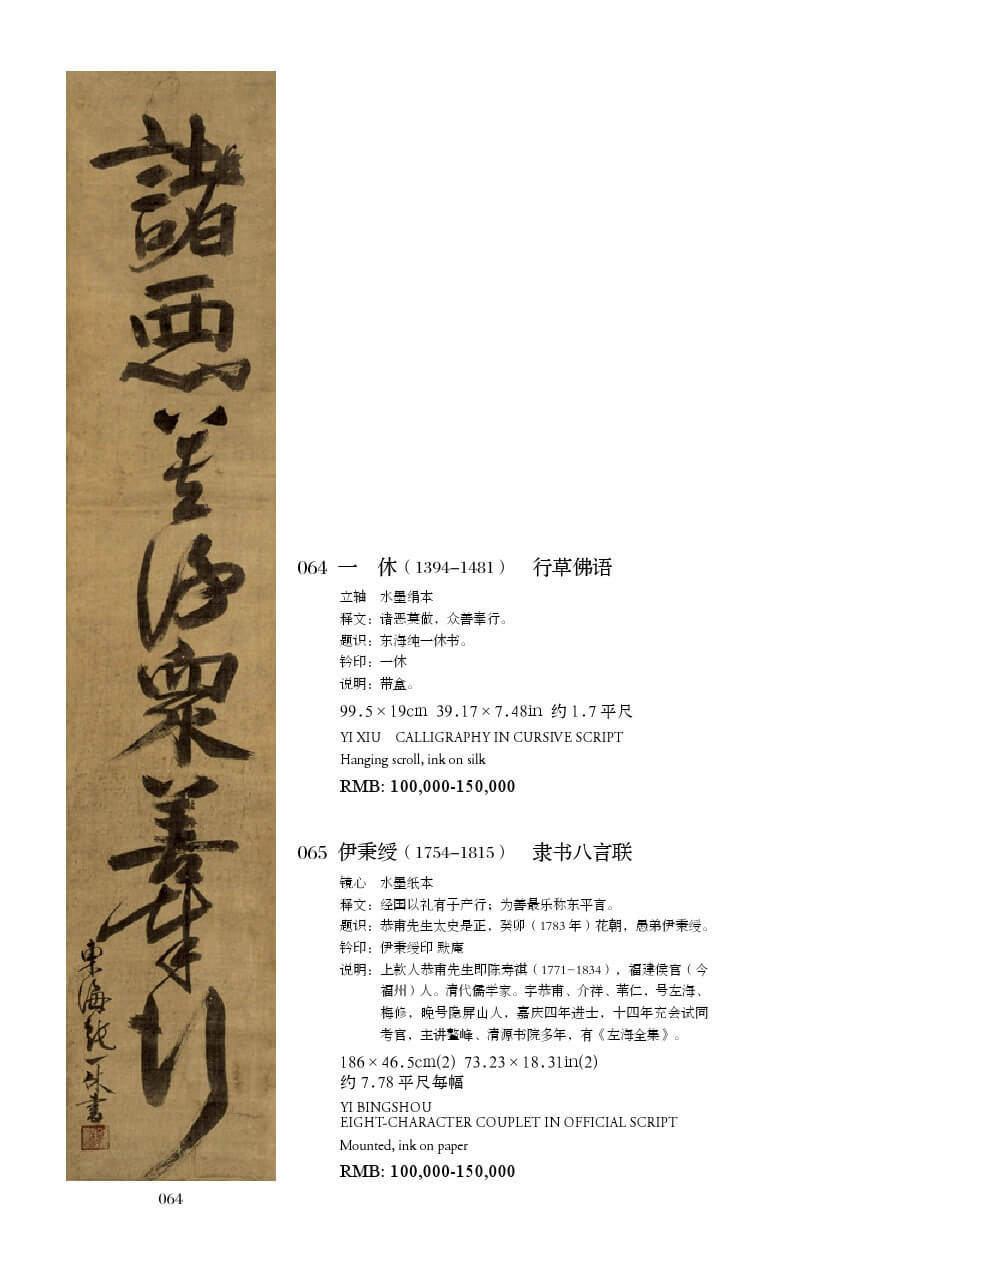 諸惡莫做眾善奉行
東海純一休書
064 一　休（1394–1481）　行草佛语
立轴　水墨绢本
释文：诸恶莫做，众善奉行。
题识：东海纯一休书。
钤印：一休
说明：带盒。
99.5×19cm 39.17×7.48in 约 1.7 平尺
YI XIU　CALLIGRAPHY IN CURSIVE SCRIPT
Hanging scroll, ink on silk
RMB: 100,000-150,000
065 伊秉绶（1754–1815）　隶书八言联
镜心　水墨纸本
释文：经国以礼有子产行；为善最乐称东平言。
题识：恭甫先生太史是正，癸卯（1783 年）花朝，愚弟伊秉绶。
钤印：伊秉绶印 默庵
说明：上款人恭甫先生即陈寿祺（1771–1834），福建侯官（今
福州）人。清代儒学家。字恭甫、介祥、苇仁，号左海、
梅修，晚号隐屏山人，嘉庆四年进士，十四年充会试同
考官，主讲鳌峰、清源书院多年，有《左海全集》。
186×46.5cm(2) 73.23×18.31in(2)
约 7.78 平尺每幅
YI BINGSHOU
EIGHT-CHARACTER COUPLET IN OFFICIAL SCRIPT
Mounted, ink on paper
RMB: 100,000-150,000
064